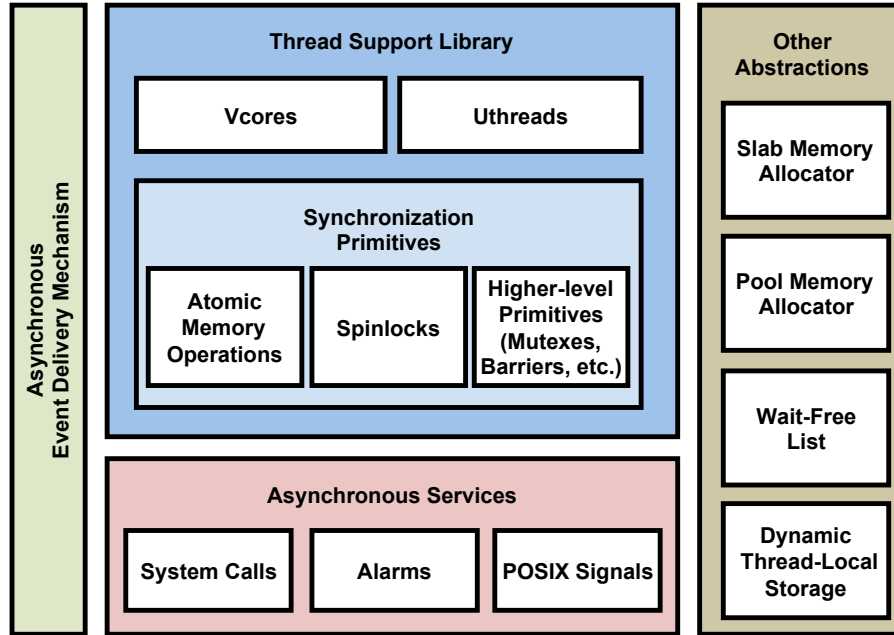 Asynchronous
Event Delivery Mechanism
Thread Support Library
Vcores
Uthreads
Synchronization
Primitives
Atomic
Memory
Operations
Spinlocks
Higher-level
Primitives
(Mutexes,
Barriers, etc.)
Asynchronous Services
System Calls
Alarms
POSIX Signals
Other
Abstractions
Slab Memory
Allocator
Pool Memory
Allocator
Wait-Free
List
Dynamic
Thread-Local
Storage